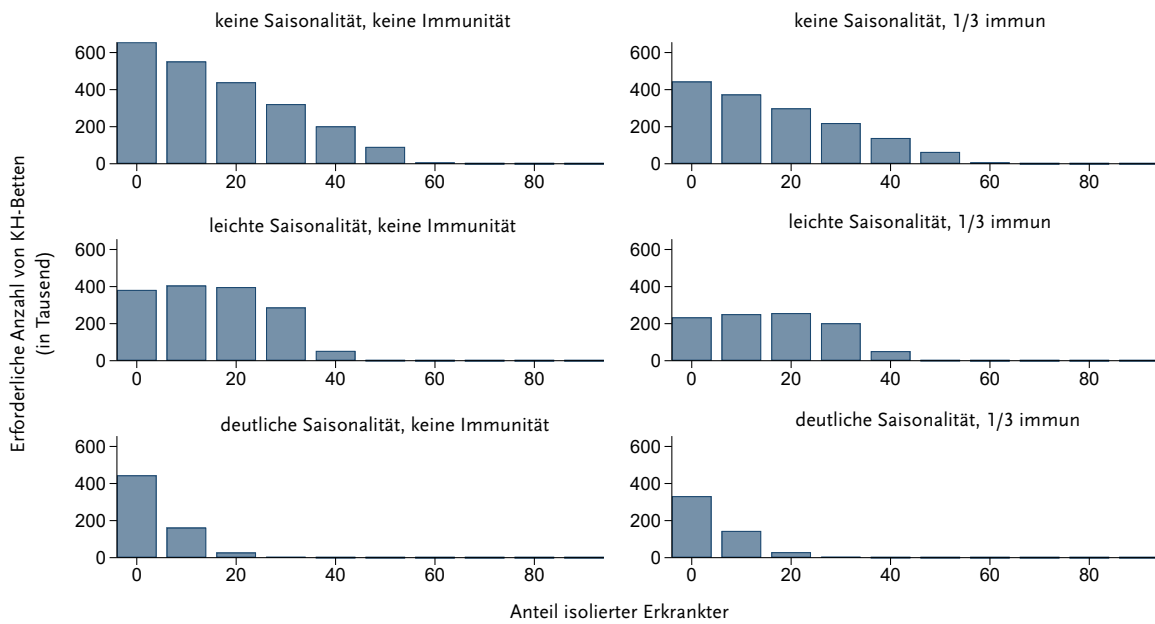 keine Saisonalität, keine Immunität
600
400
200
0
0 20 40 60 80
keine Saisonalität, 1/3 immun
600
400
200
0
0 20 40 60 80
leichte Saisonalität, keine Immunität
600
400
200
0
0 20 40 60 80
leichte Saisonalität, 1/3 immun
600
400
200
0
0 20 40 60 80
deutliche Saisonalität, keine Immunität
600
400
200
0
0 20 40 60 80
deutliche Saisonalität, 1/3 immun
600
400
200
0
0 20 40 60 80
Erforderliche Anzahl von KH-Betten
(in Tausend)
Anteil isolierter Erkrankter